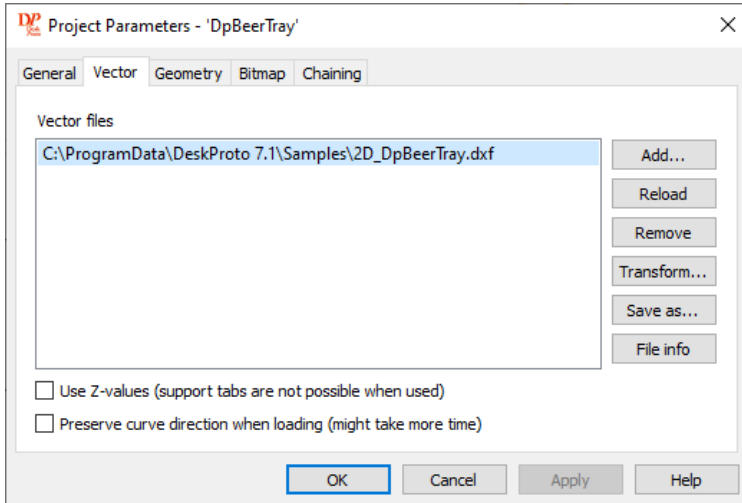 DP
Project Parameters - 'DpBeerTray'
General Vector Geometry Bitmap Chaining
Vector files
C:\ProgramData\DeskProto 7.1\Samples\2D_DpBeerTray.dxf
Add...
Reload
Remove
Transform...
Save as...
File info
Use Z-values (support tabs are not possible when used)
Preserve curve direction when loading (might take more time)
OK Cancel Apply Help